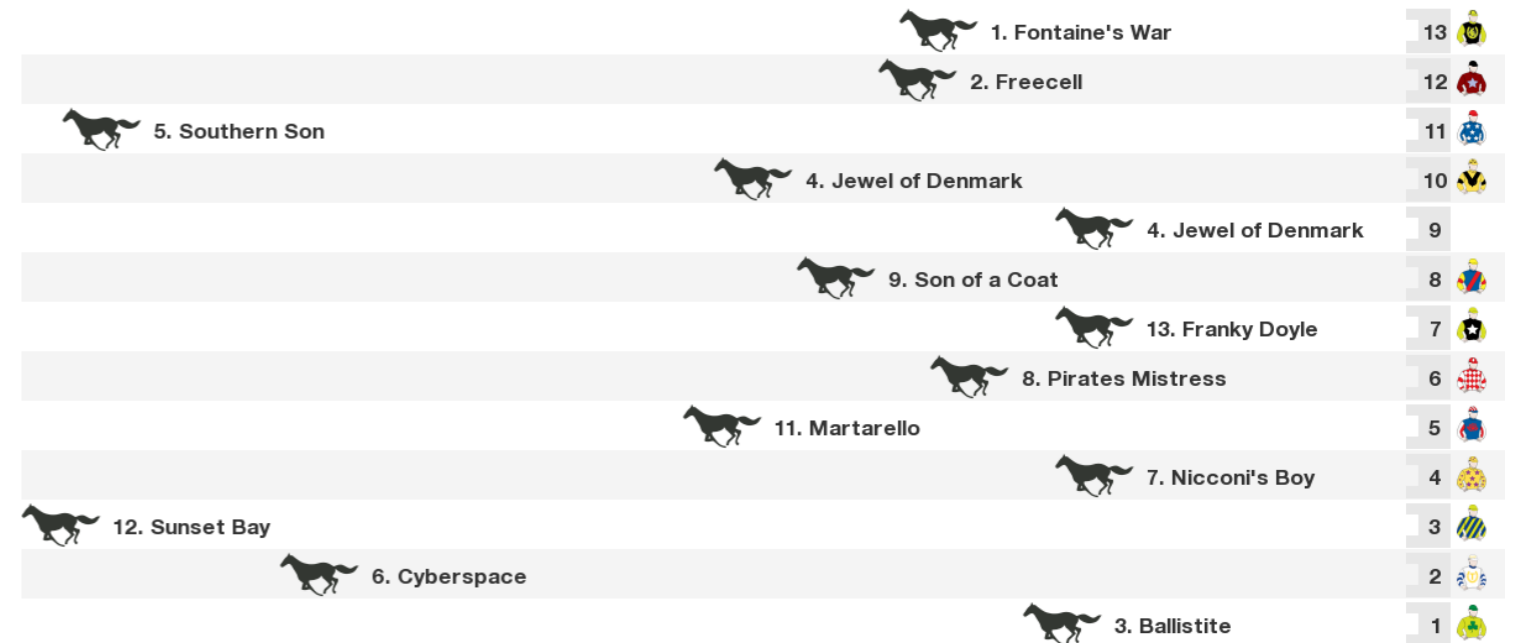 1. Fontaine's War 13
2. Freecell 12
5. Southern Son 11
4. Jewel of Denmark 10
4. Jewel of Denmark 9
9. Son of a Coat 8
13. Franky Doyle 7
8. Pirates Mistress 6
11. Martarello 5
7. Nicconi's Boy 4
12. Sunset Bay 3
6. Cyberspace 2
3. Ballistite 1